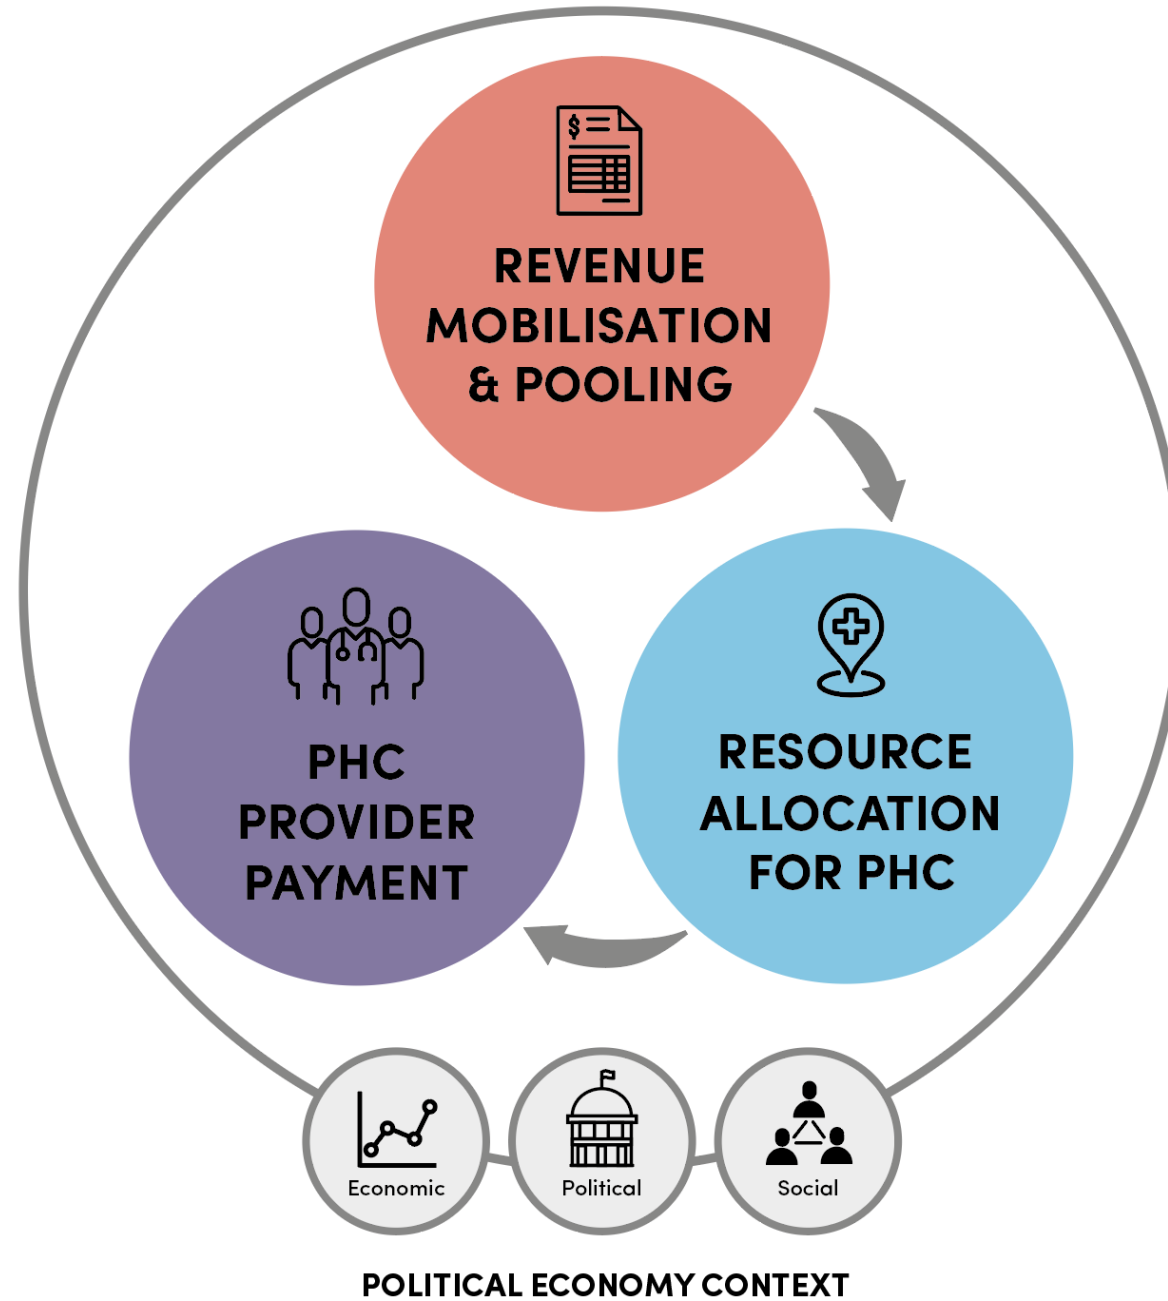 $
REVENUE
MOBILISATION
& POOLING
PHC
PROVIDER
PAYMENT
RESOURCE
ALLOCATION
FOR PHC
Economic
Political
Social
POLITICAL ECONOMY CONTEXT